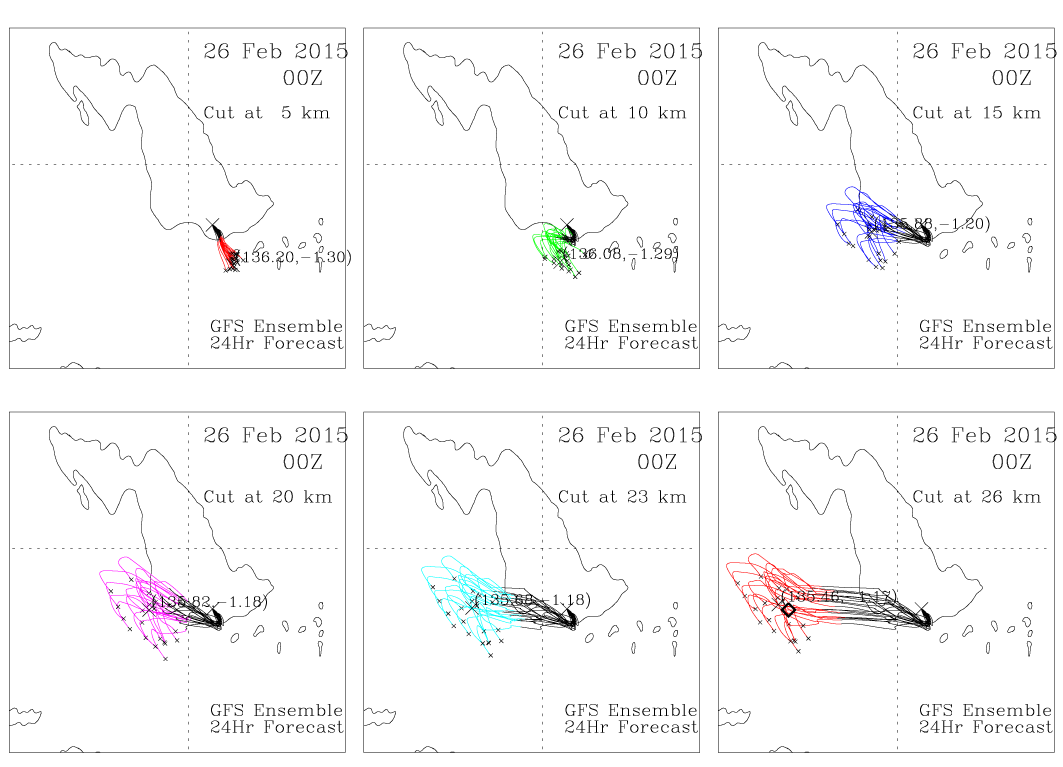 26 Feb 2015
00Z
Cut at 5 km
(136.20,−1.30)
GFS Ensemble
24Hr Forecast
26 Feb 2015
00Z
Cut at 10 km
(136.08,−1.29)
GFS Ensemble
24Hr Forecast
26 Feb 2015
00Z
Cut at 15 km
(135.88,−1.20)
GFS Ensemble
24Hr Forecast
26 Feb 2015
00Z
Cut at 20 km
(135.82,−1.18)
GFS Ensemble
24Hr Forecast
26 Feb 2015
00Z
Cut at 23 km
(135.68,−1.18)
GFS Ensemble
24Hr Forecast
26 Feb 2015
00Z
Cut at 26 km
(135.46,−1.17)
GFS Ensemble
24Hr Forecast